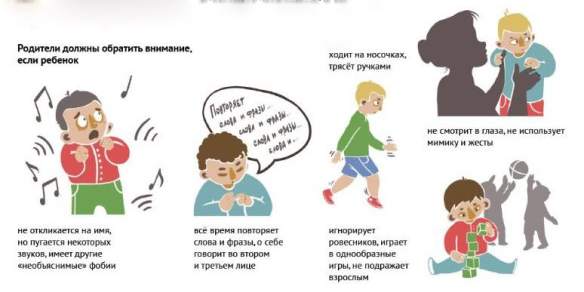 Родители должны обратить внимание,
если ребенок
не откликается на имя,
но пугается некоторых
звуков, имеет другие
«необъяснимые» фобии
Повторяет
слова и фразы...
слова и фразы...
слова и фразы...
слова и...
всё время повторяет
слова и фразы, о себе
говорит во втором
и третьем лице
ходит на носочках,
трясёт ручками
игнорирует
ровесников, играет
в однообразные
игры, не подражает
взрослым
не смотрит в глаза, не использует
мимику и жесты